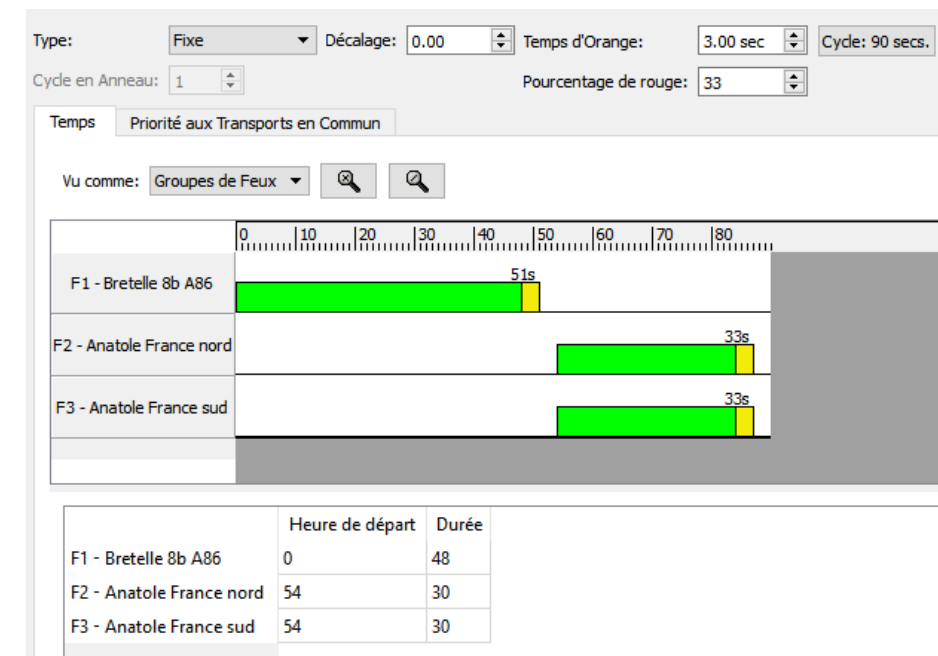 Type: Fixe Décalage: 0.00 Temps d'Orange: 3.00 sec Cycle: 90 secs.
Cycle en Anneau: 1 Pourcentage de rouge: 33
Temps Priorité aux Transports en Commun
Vu comme: Groupes de Feux
0 10 20 30 40 50 60 70 80
F1 - Bretelle 8b A86 51s
F2 - Anatole France nord 33s
F3 - Anatole France sud 33s
Heure de départ Durée
F1 - Bretelle 8b A86 0 48
F2 - Anatole France nord 54 30
F3 - Anatole France sud 54 30